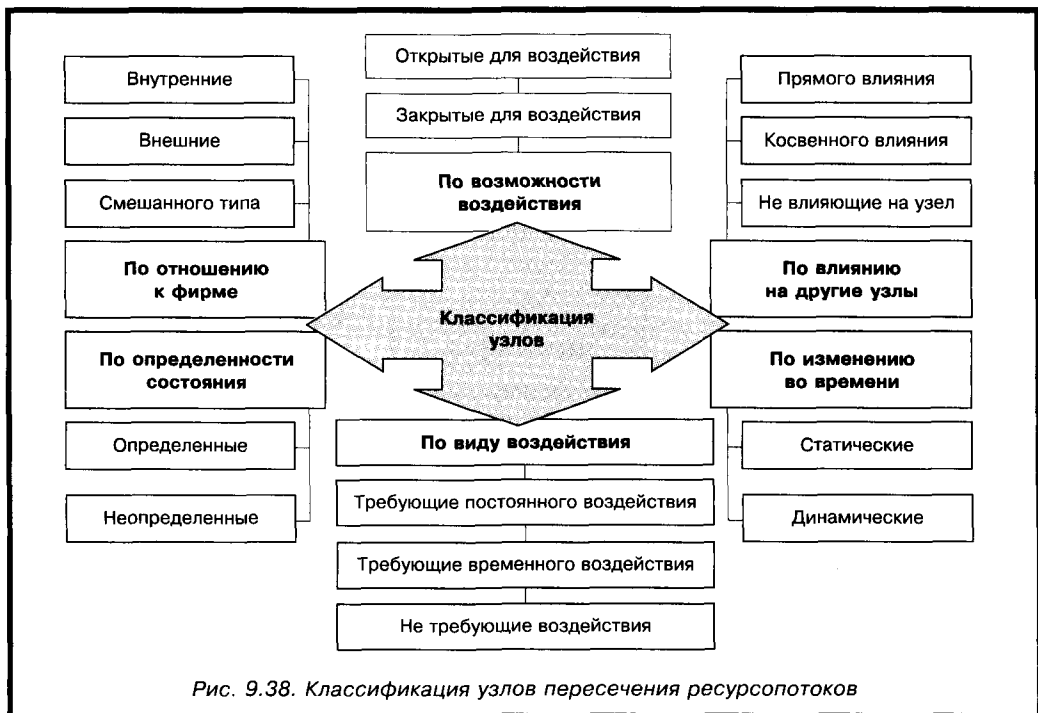 Открытые для воздействия
Закрытые для воздействия
По возможности
воздействия
Внутренние
Внешние
Смешанного типа
По отношению
к фирме
Прямого влияния
Косвенного влияния
Не влияющие на узел
По влиянию
на другие узлы
Классификация
узлов
По определенности
состояния
Определенные
Неопределенные
По виду воздействия
Требующие постоянного воздействия
Требующие временного воздействия
Не требующие воздействия
По изменению
во времени
Статические
Динамические
Рис. 9.38. Классификация узлов пересечения ресурсопотоков